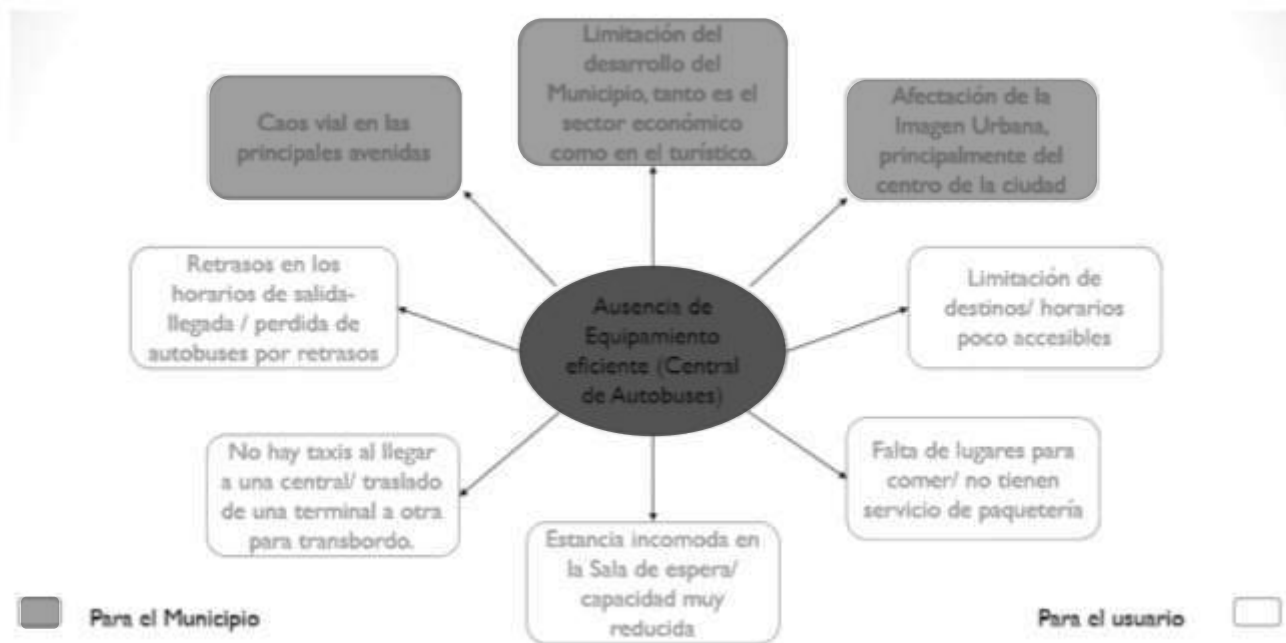 Limitación del
desarrollo del
Municipio, tanto es el
sector económico
como en el turístico.
Caos vial en las
principales avenidas
Afectación de la
Imagen Urbana,
principalmente del
centro de la ciudad
Retrasos en los
horarios de salida-
llegada / perdida de
autobuses por retrasos
Ausencia de
Equipamiento
eficiente (Central
de Autobuses)
Limitación de
destinos/ horarios
poco accesibles
No hay taxis al llegar
a una central/ traslado
de una terminal a otra
para transbordo.
Estancia incomoda en
la Sala de espera/
capacidad muy
reducida
Falta de lugares para
comer/ no tienen
servicio de paquetería
Para el Municipio
Para el usuario